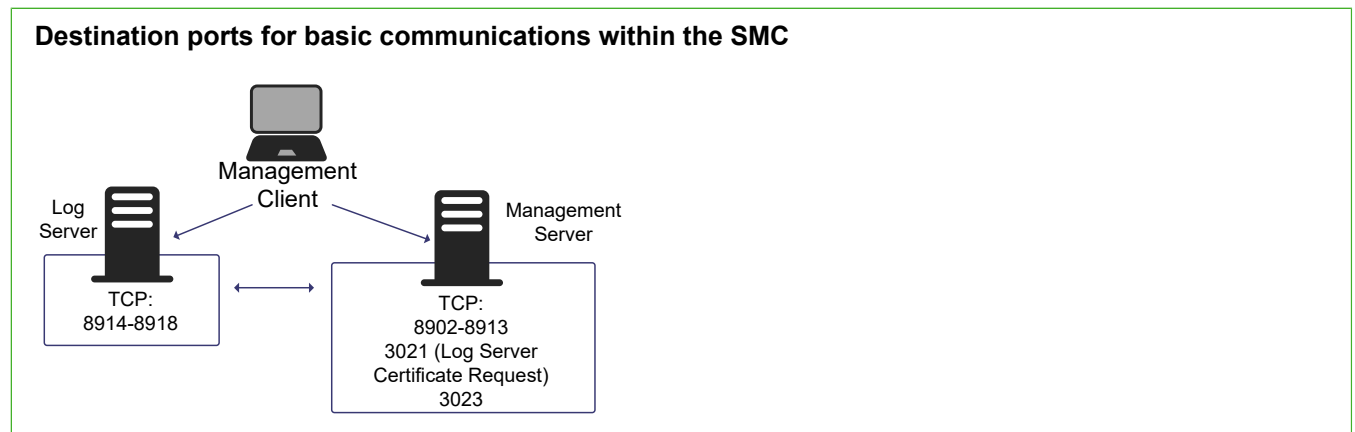 Destination ports for basic communications within the SMC
Management
Client
Log
Server
Management
Server
TCP:
8914-8918
TCP:
8902-8913
3021 (Log Server
Certificate Request)
3023